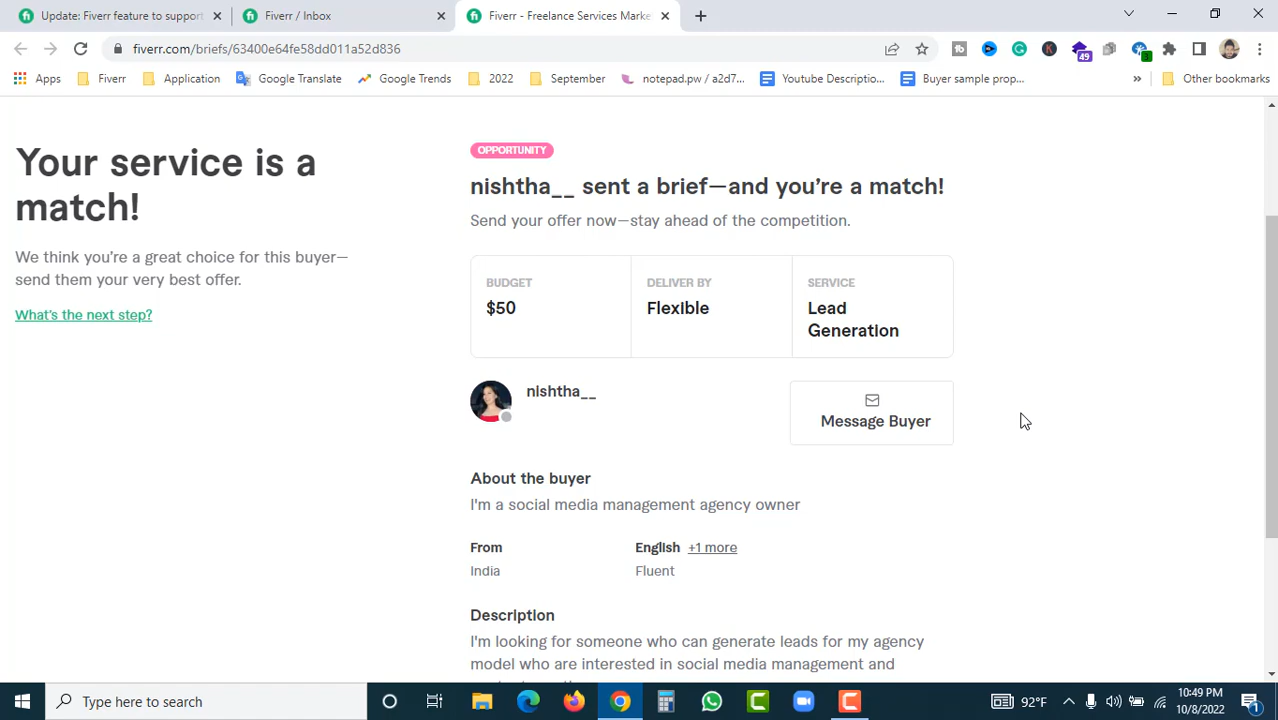 Update: Fiverr feature to support
Fiverr / Inbox
Fiverr - Freelance Services Marke
fiverr.com/briefs/63400e64fe58dd011a52d836
49
3
Apps
Fiverr
Application
Google Translate
Google Trends
2022
September
notepad.pw / a2d7...
Youtube Description...
Buyer sample prop...
»
Other bookmarks
Your service is a
match!
We think you're a great choice for this buyer—
send them your very best offer.
What's the next step?
OPPORTUNITY
nishtha__ sent a brief—and you're a match!
Send your offer now—stay ahead of the competition.
BUDGET
$50
DELIVER BY
Flexible
SERVICE
Lead
Generation
nishtha__
Message Buyer
About the buyer
I'm a social media management agency owner
From
India
English +1 more
Fluent
Description
I'm looking for someone who can generate leads for my agency
model who are interested in social media management and
Type here to search
92°F
10:49 PM
10/8/2022
1